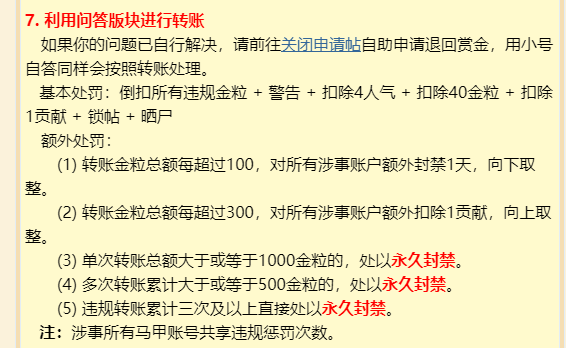 7. 利用问答版块进行转账
如果你的问题已自行解决，请前往关闭申请帖自助申请退回赏金，用小号
自答同样会按照转账处理。
基本处罚：倒扣所有违规金粒 + 警告 + 扣除4人气 + 扣除40金粒 + 扣除
1贡献 + 锁帖 + 晒尸
额外处罚：
(1) 转账金粒总额每超过100，对所有涉事账户额外封禁1天，向下取
整。
(2) 转账金粒总额每超过300，对所有涉事账户额外扣除1贡献，向上取
整。
(3) 单次转账总额大于或等于1000金粒的，处以永久封禁。
(4) 多次转账累计大于或等于500金粒的，处以永久封禁。
(5) 违规转账累计三次及以上直接处以永久封禁。
注：涉事所有马甲账号共享违规惩罚次数。